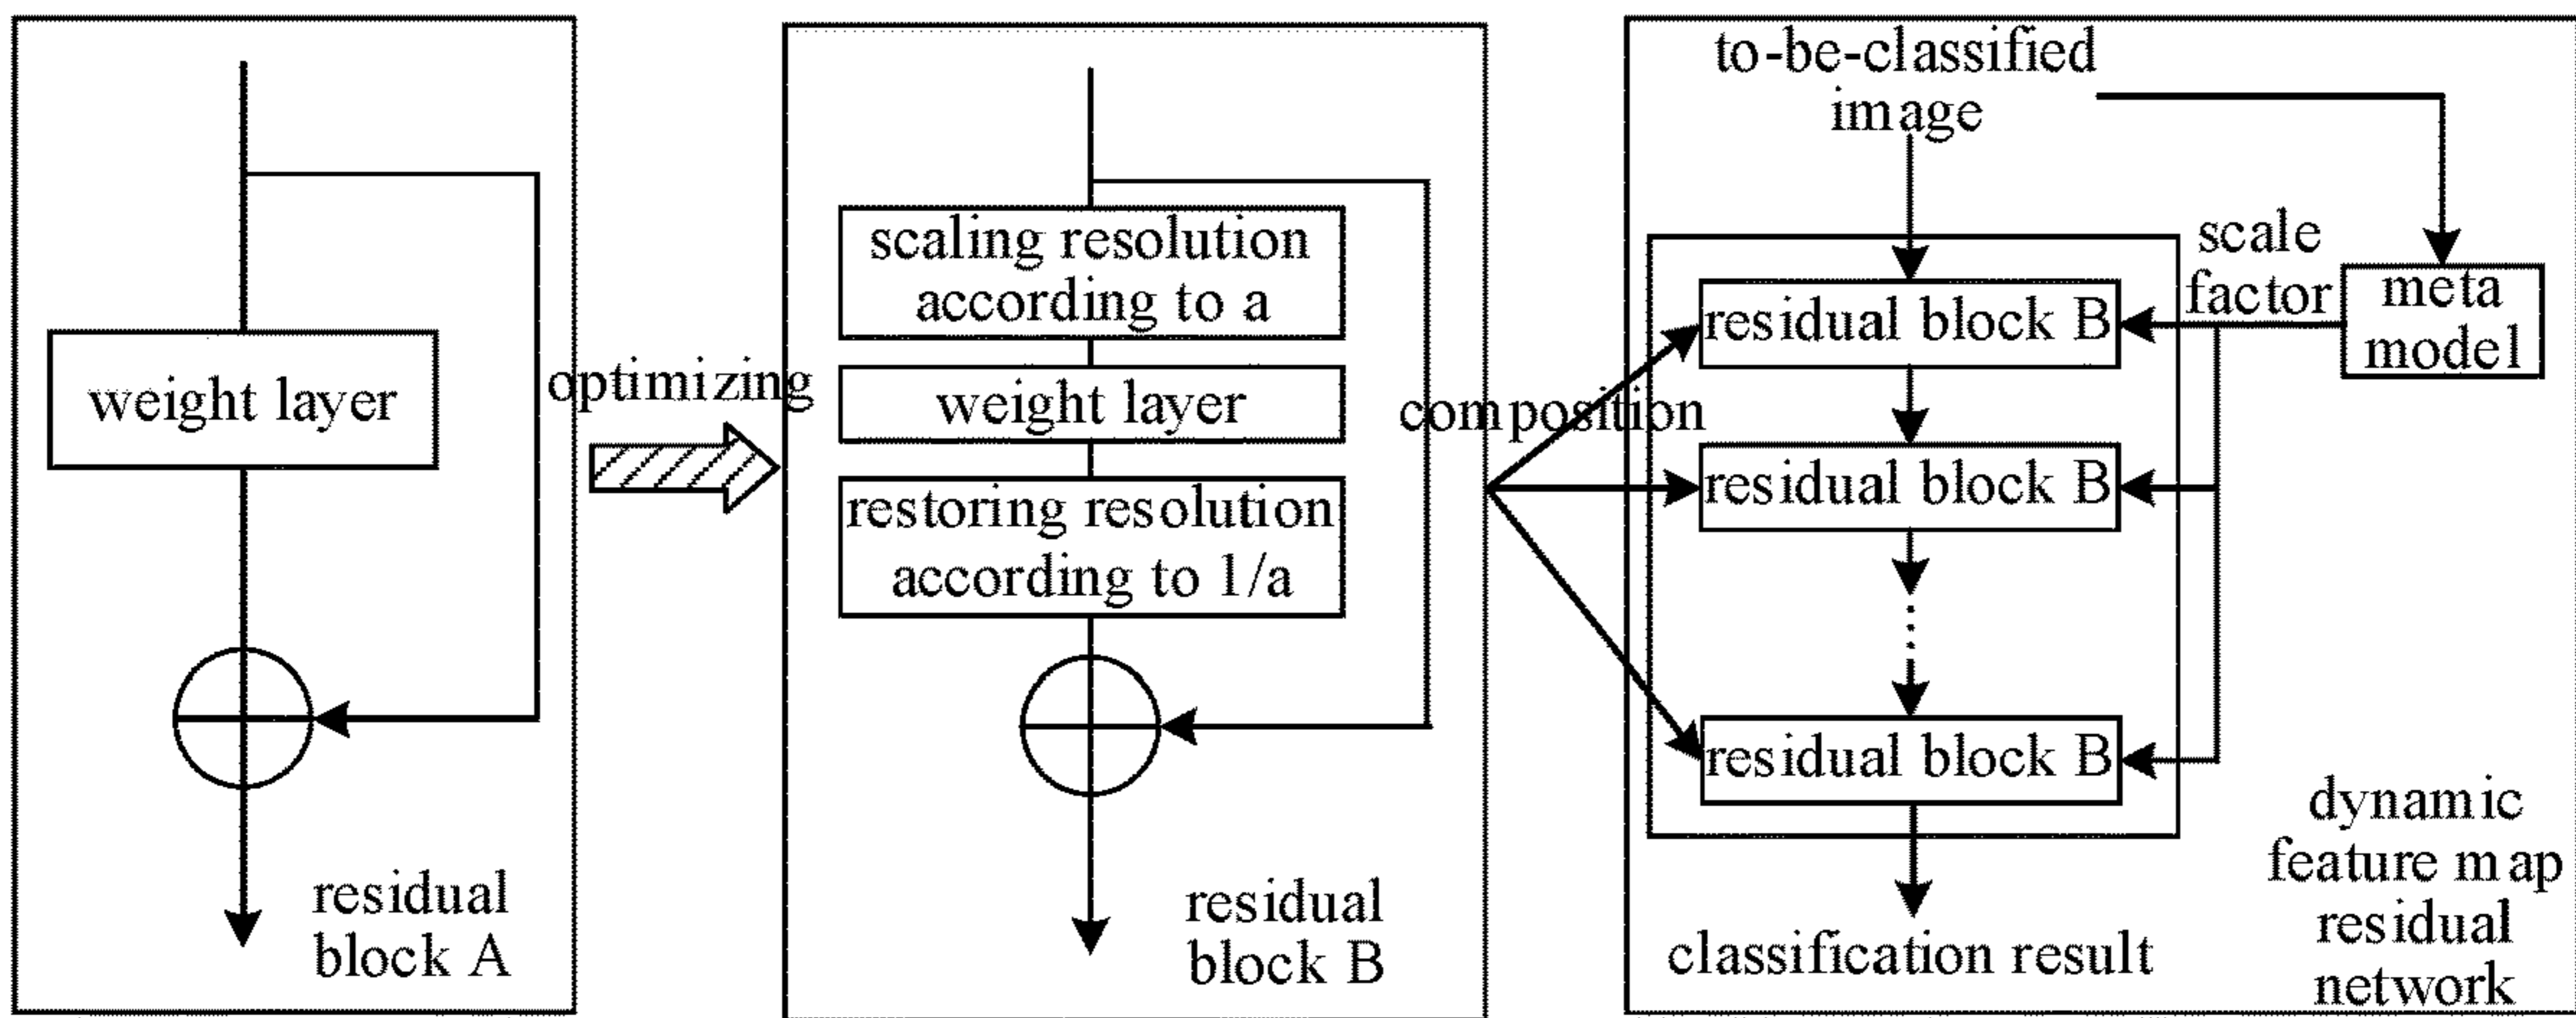 weight layer
residual
block A
optimizing
scaling resolution
according to a
weight layer
restoring resolution
according to 1/a
residual
block B
composition
to-be-classified
image
scale
factor
meta
model
residual block B
residual block B
residual block B
classification result
dynamic
feature map
residual
network